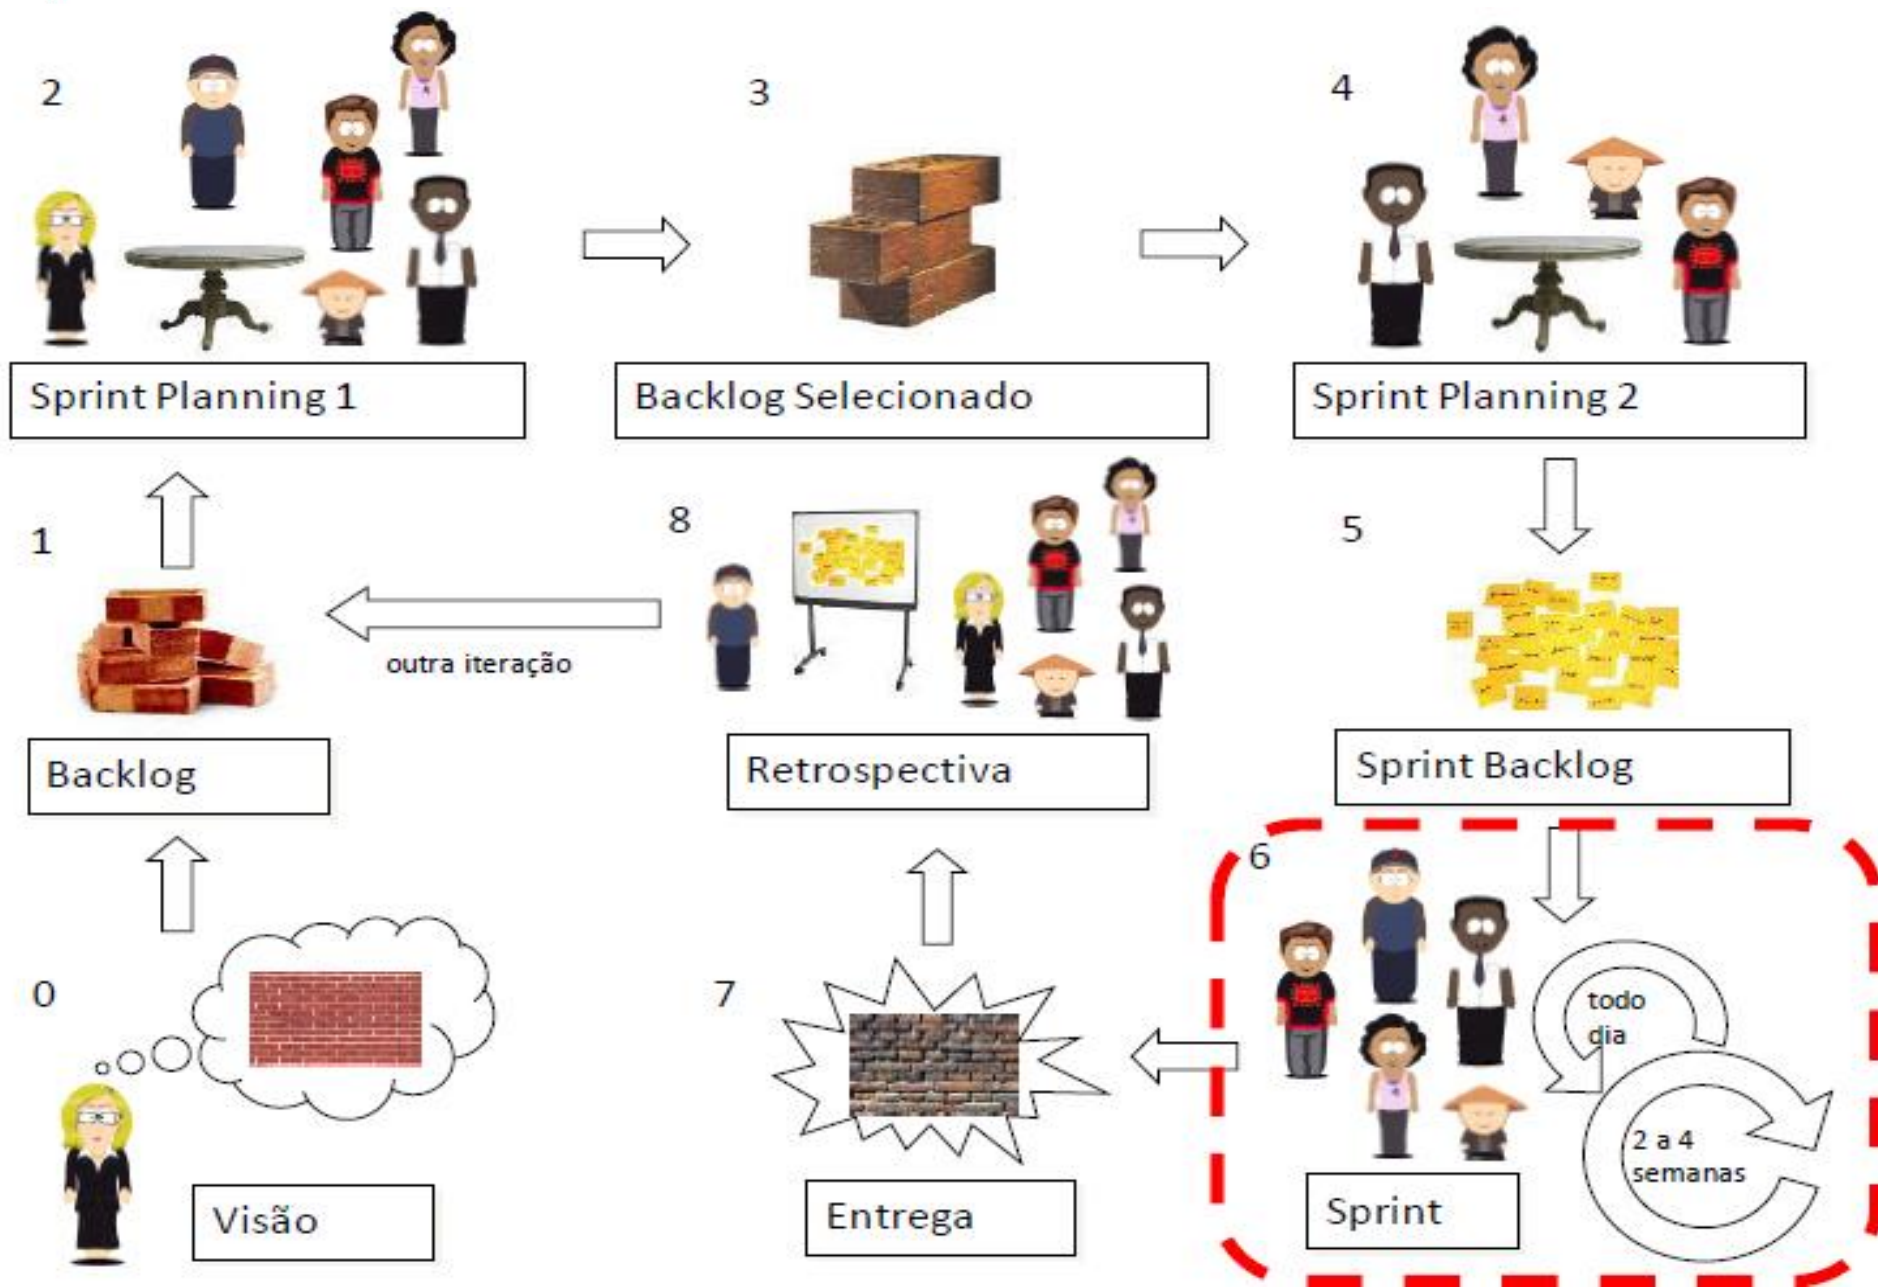 2
3
4
Sprint Planning 1
Backlog Selecionado
Sprint Planning 2
1
8
5
outra iteração
Backlog
Retrospectiva
Sprint Backlog
6
0
7
todo
dia
2 a 4
semanas
Visão
Entrega
Sprint